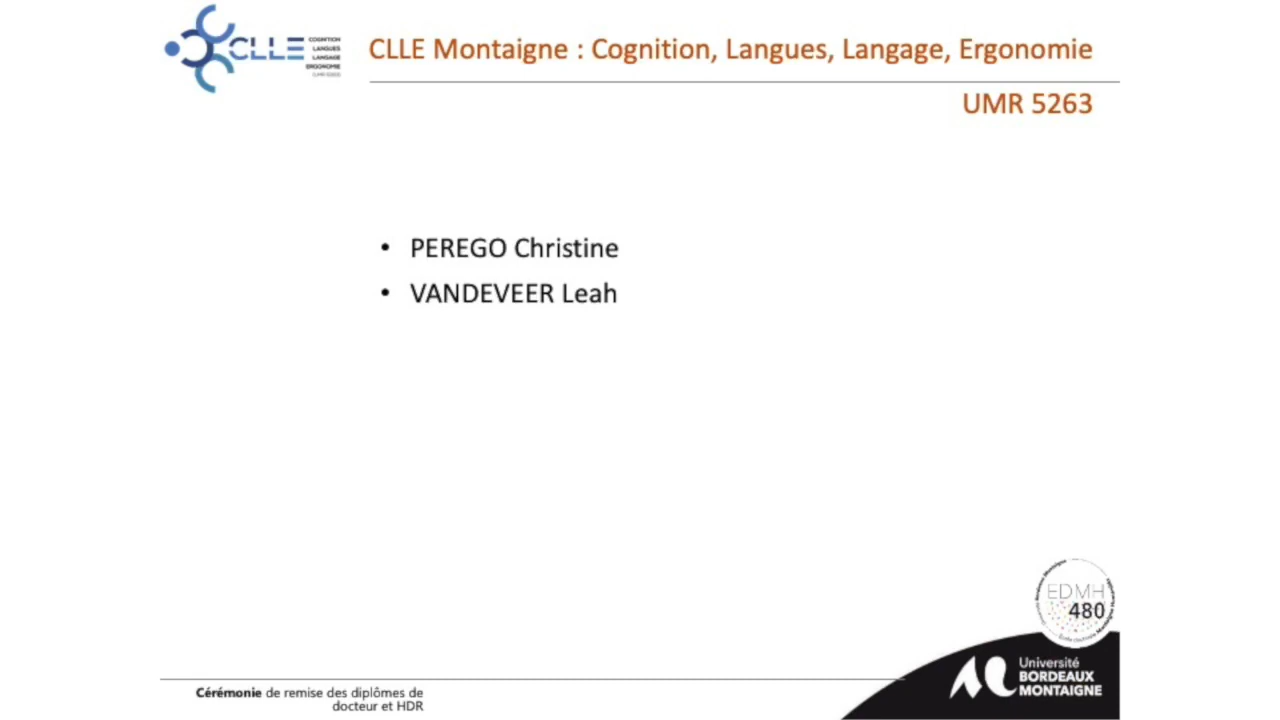 CLLE
COGNITION
LANGUES
LANGAGE
ERGONOMIE
CLLE Montaigne : Cognition, Langues, Langage, Ergonomie
UMR 5263
• PEREGO Christine
• VANDEVEER Leah
EDMH
480
Université
BORDEAUX
MONTAIGNE
Cérémonie de remise des diplômes de
docteur et HDR